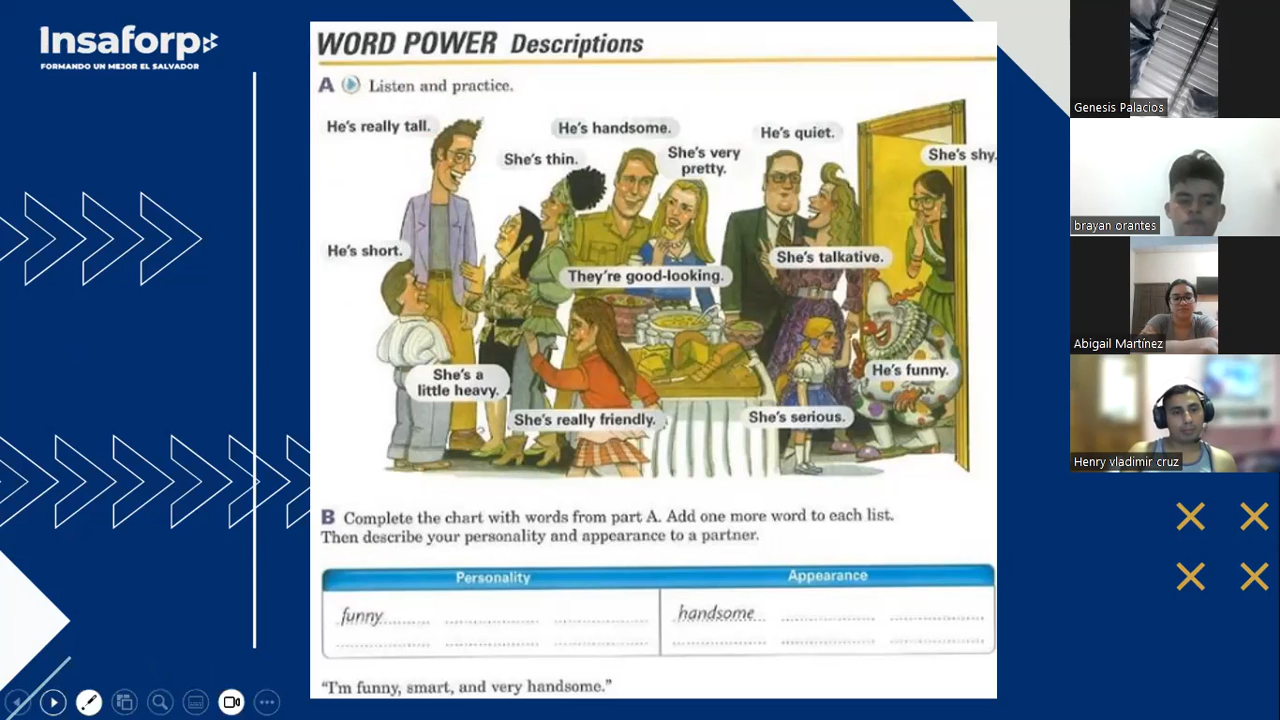 Insaforp
FORMANDO UN MEJOR EL SALVADOR
WORD POWER Descriptions
A Listen and practice.
He's really tall.
He's handsome.
He's quiet.
She's thin.
She's very
pretty.
She's shy.
He's short.
She's talkative.
They're good-looking.
He's funny.
She's a
little heavy.
She's really friendly.
She's serious.
B Complete the chart with words from part A. Add one more word to each list.
Then describe your personality and appearance to a partner.
Personality
Appearance
funny
handsome
"I'm funny, smart, and very handsome."
Genesis Palacios
brayan orantes
Abigail Martínez
Henry vladimir cruz